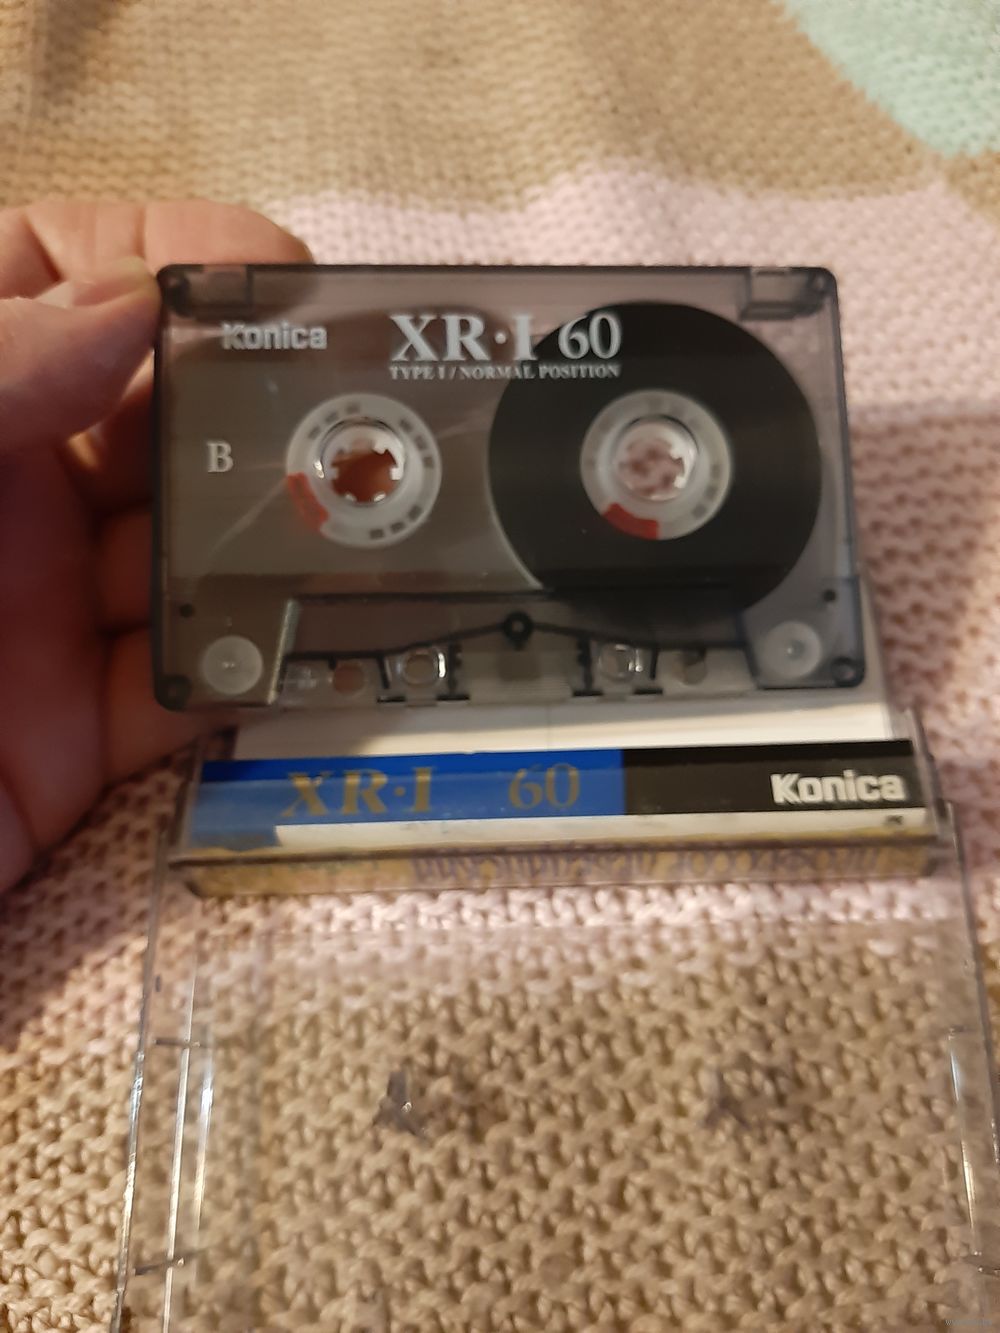 Konica
XR·I 60
TYPE I / NORMAL POSITION
B
XR·I 60
Konica